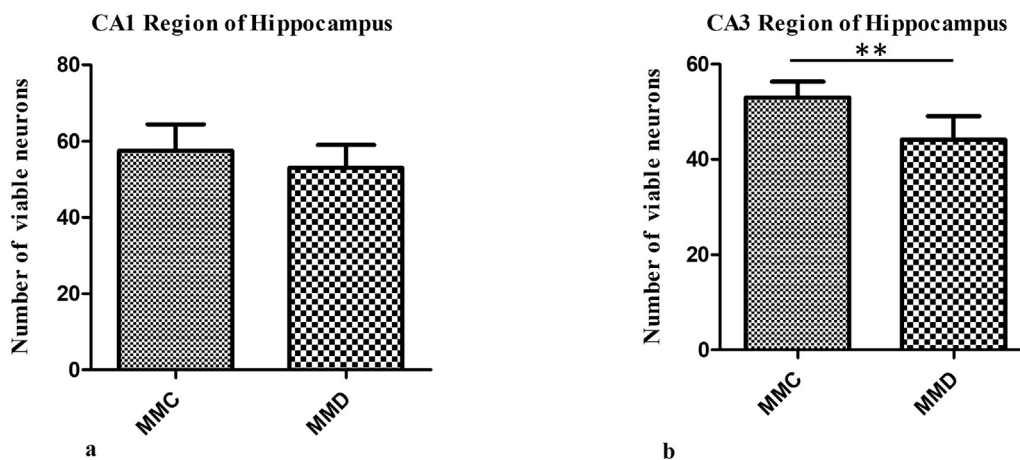 CA1 Region of Hippocampus
Number of viable neurons
80
60
40
20
0
MMC
MMD
a
CA3 Region of Hippocampus
**
Number of viable neurons
60
40
20
0
MMC
MMD
b